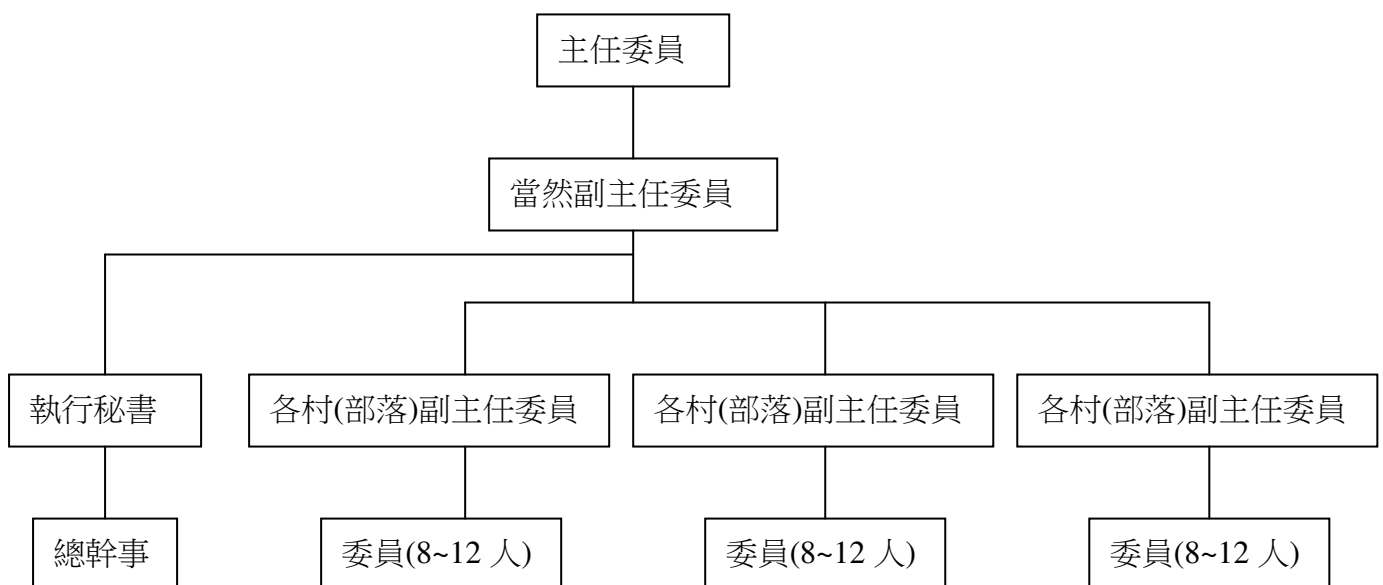 主任委員
當然副主任委員
執行秘書
各村(部落)副主任委員
各村(部落)副主任委員
各村(部落)副主任委員
總幹事
委員(8~12 人)
委員(8~12 人)
委員(8~12 人)